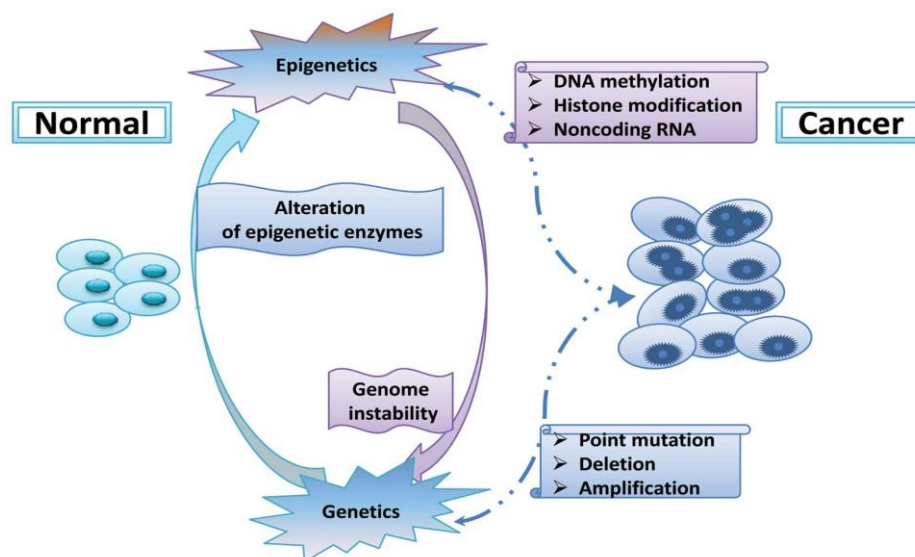 Epigenetics
DNA methylation
Histone modification
Noncoding RNA
Normal
Cancer
Alteration
of epigenetic enzymes
Genome
instability
Point mutation
Deletion
Amplification
Genetics